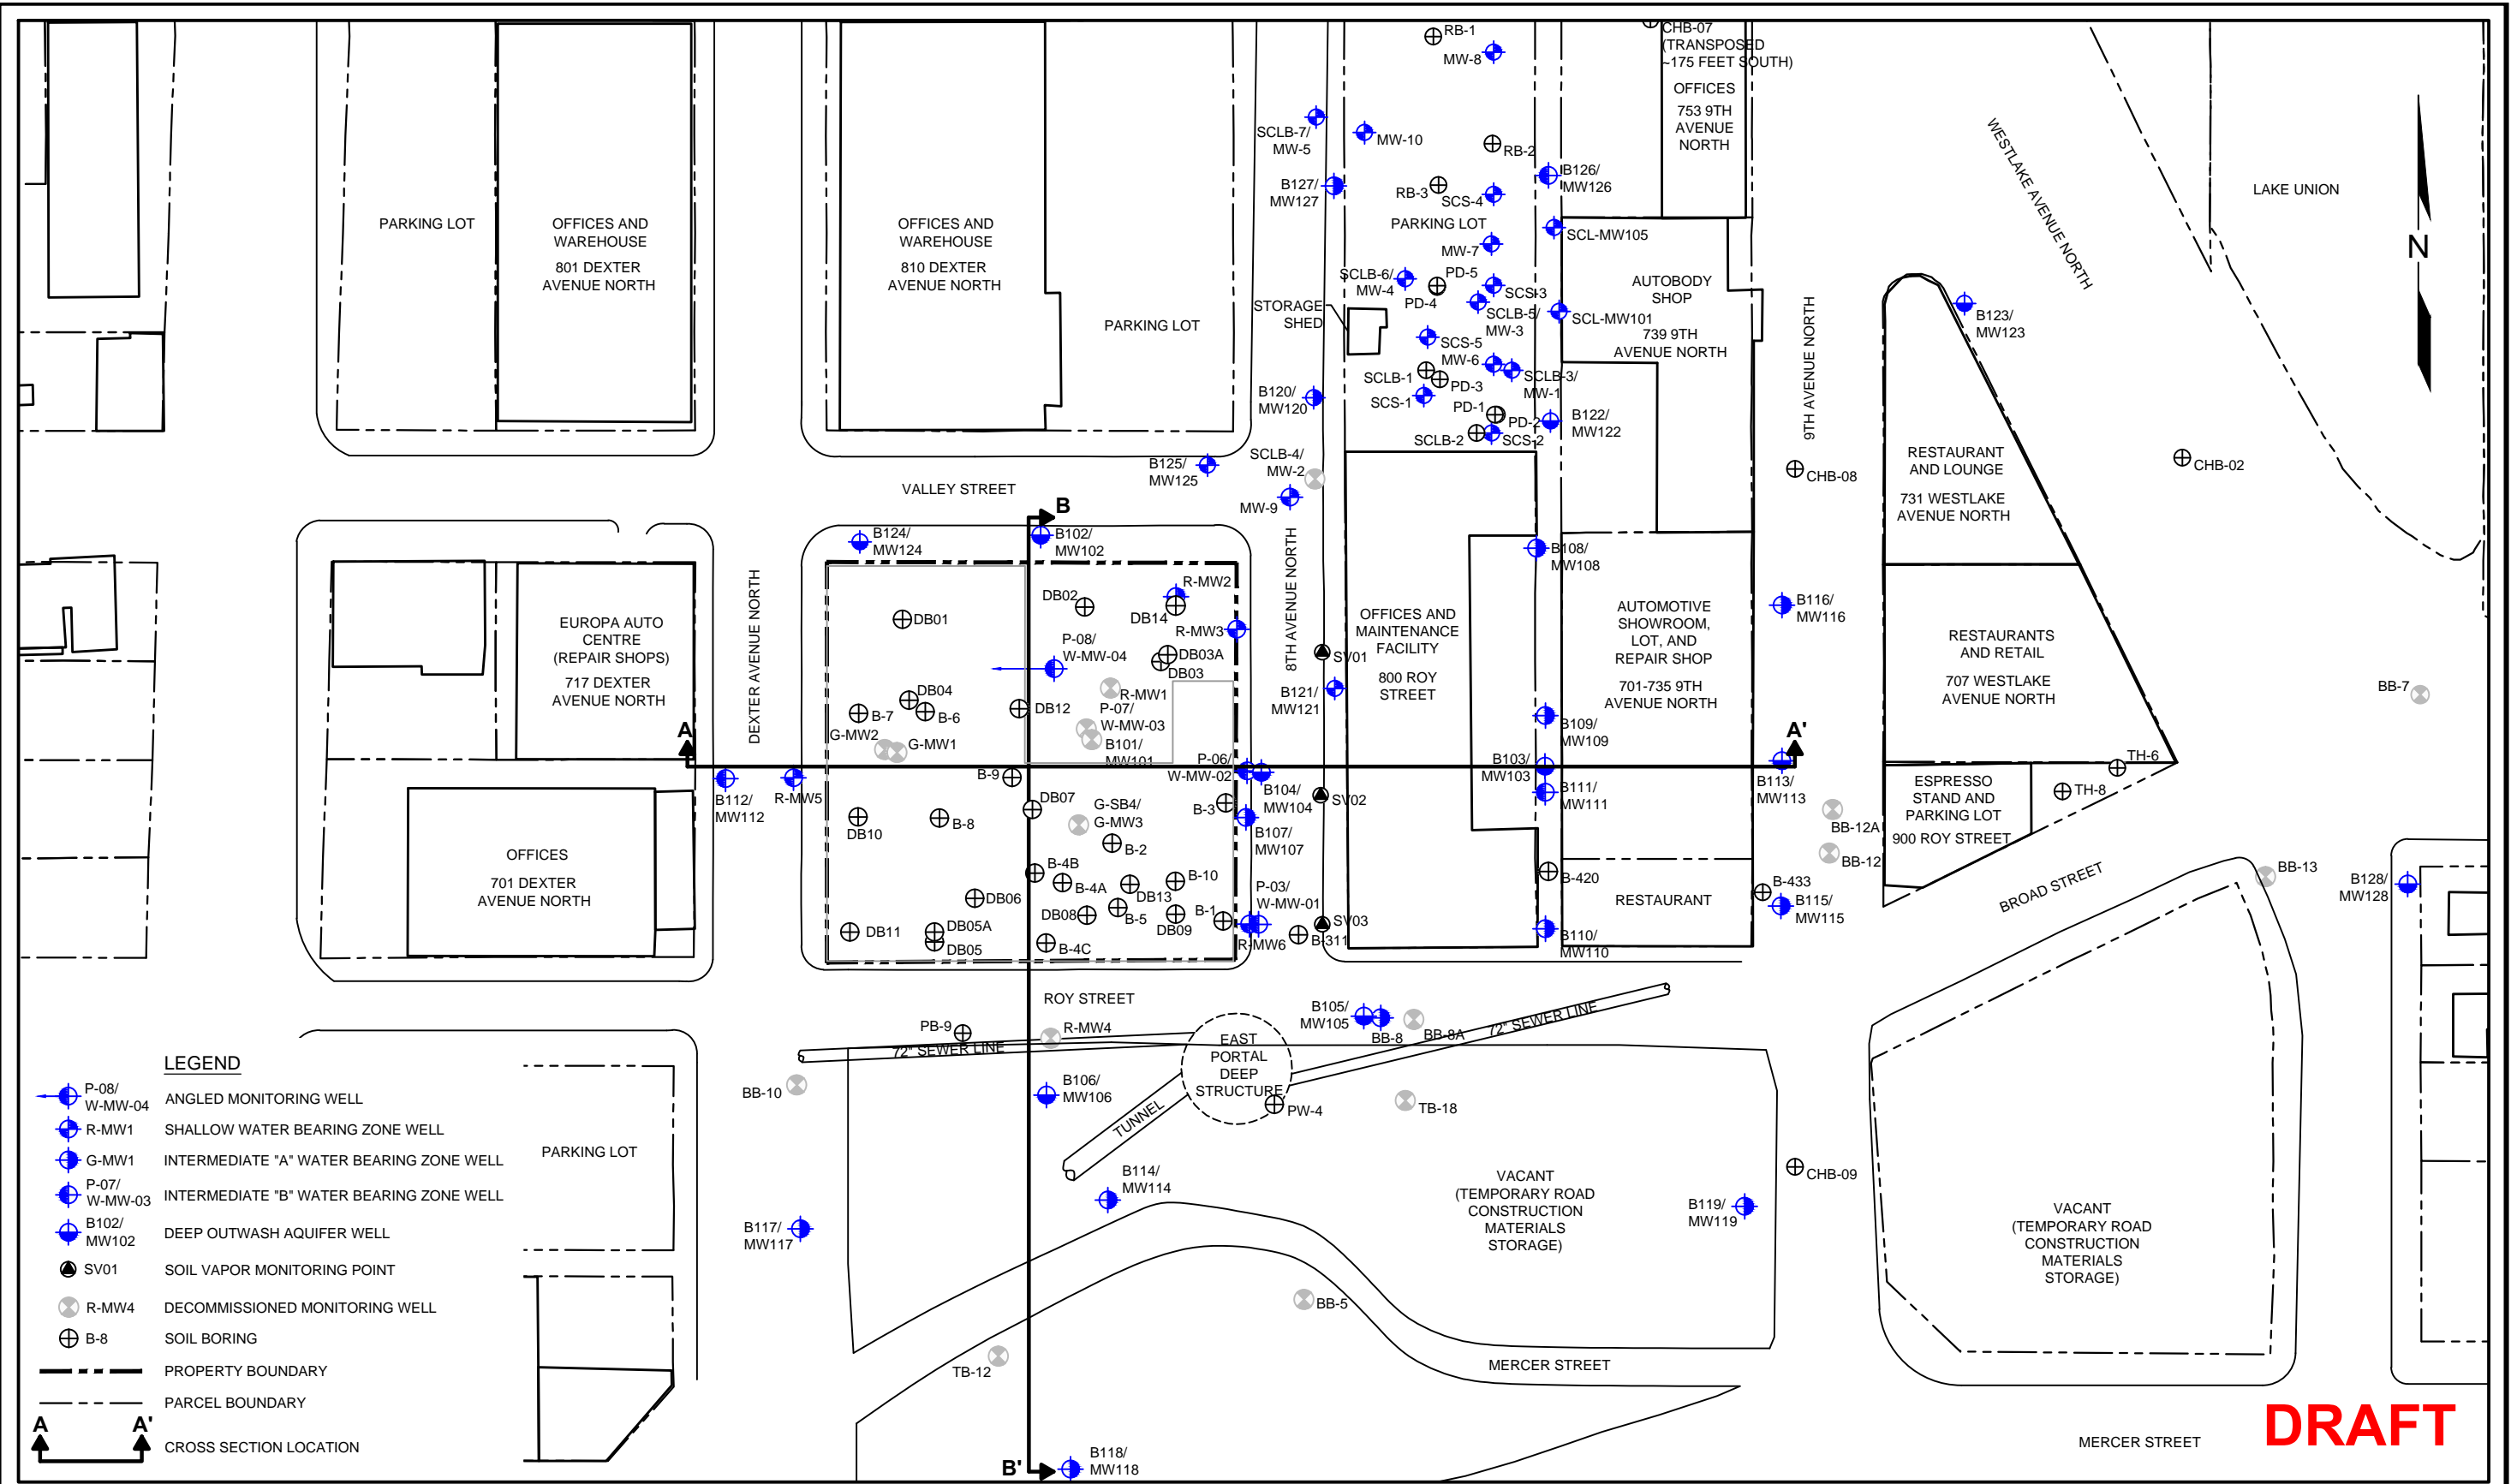 RB-1
MW-8
CHB-07
(TRANSPOSED
~175 FEET SOUTH)
OFFICES
753 9TH
AVENUE
NORTH
SCLB-7/
MW-5
MW-10
RB-2
B127/
MW127
B126/
MW126
RB-3
SCS-4
PARKING LOT
MW-7
SCL-MW105
WESTLAKE AVENUE NORTH
LAKE UNION
N
PARKING LOT
OFFICES AND
WAREHOUSE
801 DEXTER
AVENUE NORTH
OFFICES AND
WAREHOUSE
810 DEXTER
AVENUE NORTH
PARKING LOT
SCLB-6/
MW-4
PD-5
PD-4
SCS-3
SCLB-5/
MW-3
STORAGE
SHED
SCL-MW101
AUTOBODY
SHOP
739 9TH
AVENUE NORTH
9TH AVENUE NORTH
B123/
MW123
SCS-5
MW-6
SCLB-1
PD-3
SCLB-3/
MW-1
B120/
MW120
SCS-1
PD-1
PD-2
B122/
MW122
SCLB-2
SCS-2
B125/
MW125
SCLB-4/
MW-2
MW-9
CHB-08
RESTAURANT
AND LOUNGE
731 WESTLAKE
AVENUE NORTH
CHB-02
VALLEY STREET
B
B124/
MW124
B102/
MW102
B108/
MW108
EUROPA AUTO
CENTRE
(REPAIR SHOPS)
717 DEXTER
AVENUE NORTH
DEXTER AVENUE NORTH
DB01
DB02
R-MW2
DB14
R-MW3
P-08/
W-MW-04
DB03A
DB03
8TH AVENUE NORTH
SV01
OFFICES AND
MAINTENANCE
FACILITY
800 ROY
STREET
AUTOMOTIVE
SHOWROOM,
LOT, AND
REPAIR SHOP
701-735 9TH
AVENUE NORTH
B116/
MW116
RESTAURANTS
AND RETAIL
707 WESTLAKE
AVENUE NORTH
BB-7
DB04
B-7
B-6
DB12
R-MW1
P-07/
W-MW-03
G-MW2
G-MW1
B101/
MW101
B121/
MW121
B109/
MW109
A
A'
B112/
MW112
R-MW5
B-9
P-06/
W-MW-02
B104/
MW104
B103/
MW103
B111/
MW111
B113/
MW113
TH-6
TH-8
ESPRESSO
STAND AND
PARKING LOT
900 ROY STREET
DB10
B-8
DB07
G-SB4/
G-MW3
B-3
B107/
MW107
SV02
B-2
BB-12A
BB-12
OFFICES
701 DEXTER
AVENUE NORTH
B-4B
B-4A
DB13
B-10
DB06
DB08
B-5
DB09
B-1
P-03/
W-MW-01
R-MW6
SV03
B-311
B-420
RESTAURANT
B-433
B115/
MW115
B110/
MW110
BB-13
B128/
MW128
BROAD STREET
DB11
DB05A
DB05
B-4C
ROY STREET
PB-9
R-MW4
72" SEWER LINE
EAST
PORTAL
DEEP
STRUCTURE
B105/
MW105
BB-8
BB-8A
72" SEWER LINE
BB-10
B106/
MW106
TUNNEL
PW-4
TB-18
B114/
MW114
B117/
MW117
VACANT
(TEMPORARY ROAD
CONSTRUCTION
MATERIALS
STORAGE)
B119/
MW119
CHB-09
VACANT
(TEMPORARY ROAD
CONSTRUCTION
MATERIALS
STORAGE)
BB-5
TB-12
MERCER STREET
MERCER STREET
B'
B118/
MW118
PARKING LOT
LEGEND
P-08/
W-MW-04
ANGLED MONITORING WELL
R-MW1
SHALLOW WATER BEARING ZONE WELL
G-MW1
INTERMEDIATE "A" WATER BEARING ZONE WELL
P-07/
W-MW-03
INTERMEDIATE "B" WATER BEARING ZONE WELL
B102/
MW102
DEEP OUTWASH AQUIFER WELL
SV01
SOIL VAPOR MONITORING POINT
R-MW4
DECOMMISSIONED MONITORING WELL
B-8
SOIL BORING
PROPERTY BOUNDARY
PARCEL BOUNDARY
A
A'
CROSS SECTION LOCATION
DRAFT